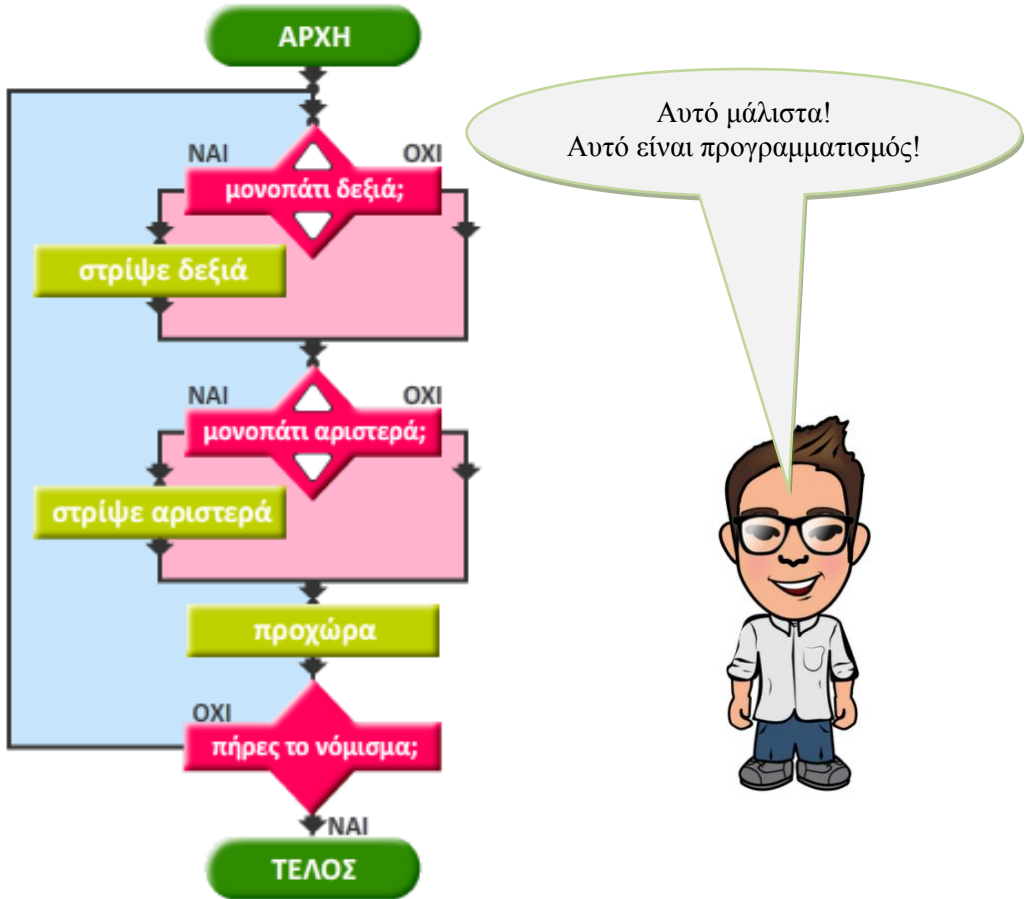 ΑΡΧΗ
Αυτό μάλιστα!
Αυτό είναι προγραμματισμός!
ΝΑΙ
ΟΧΙ
μονοπάτι δεξιά;
στρίψε δεξιά
ΝΑΙ
ΟΧΙ
μονοπάτι αριστερά;
στρίψε αριστερά
προχώρα
ΟΧΙ
πήρες το νόμισμα;
ΝΑΙ
ΤΕΛΟΣ